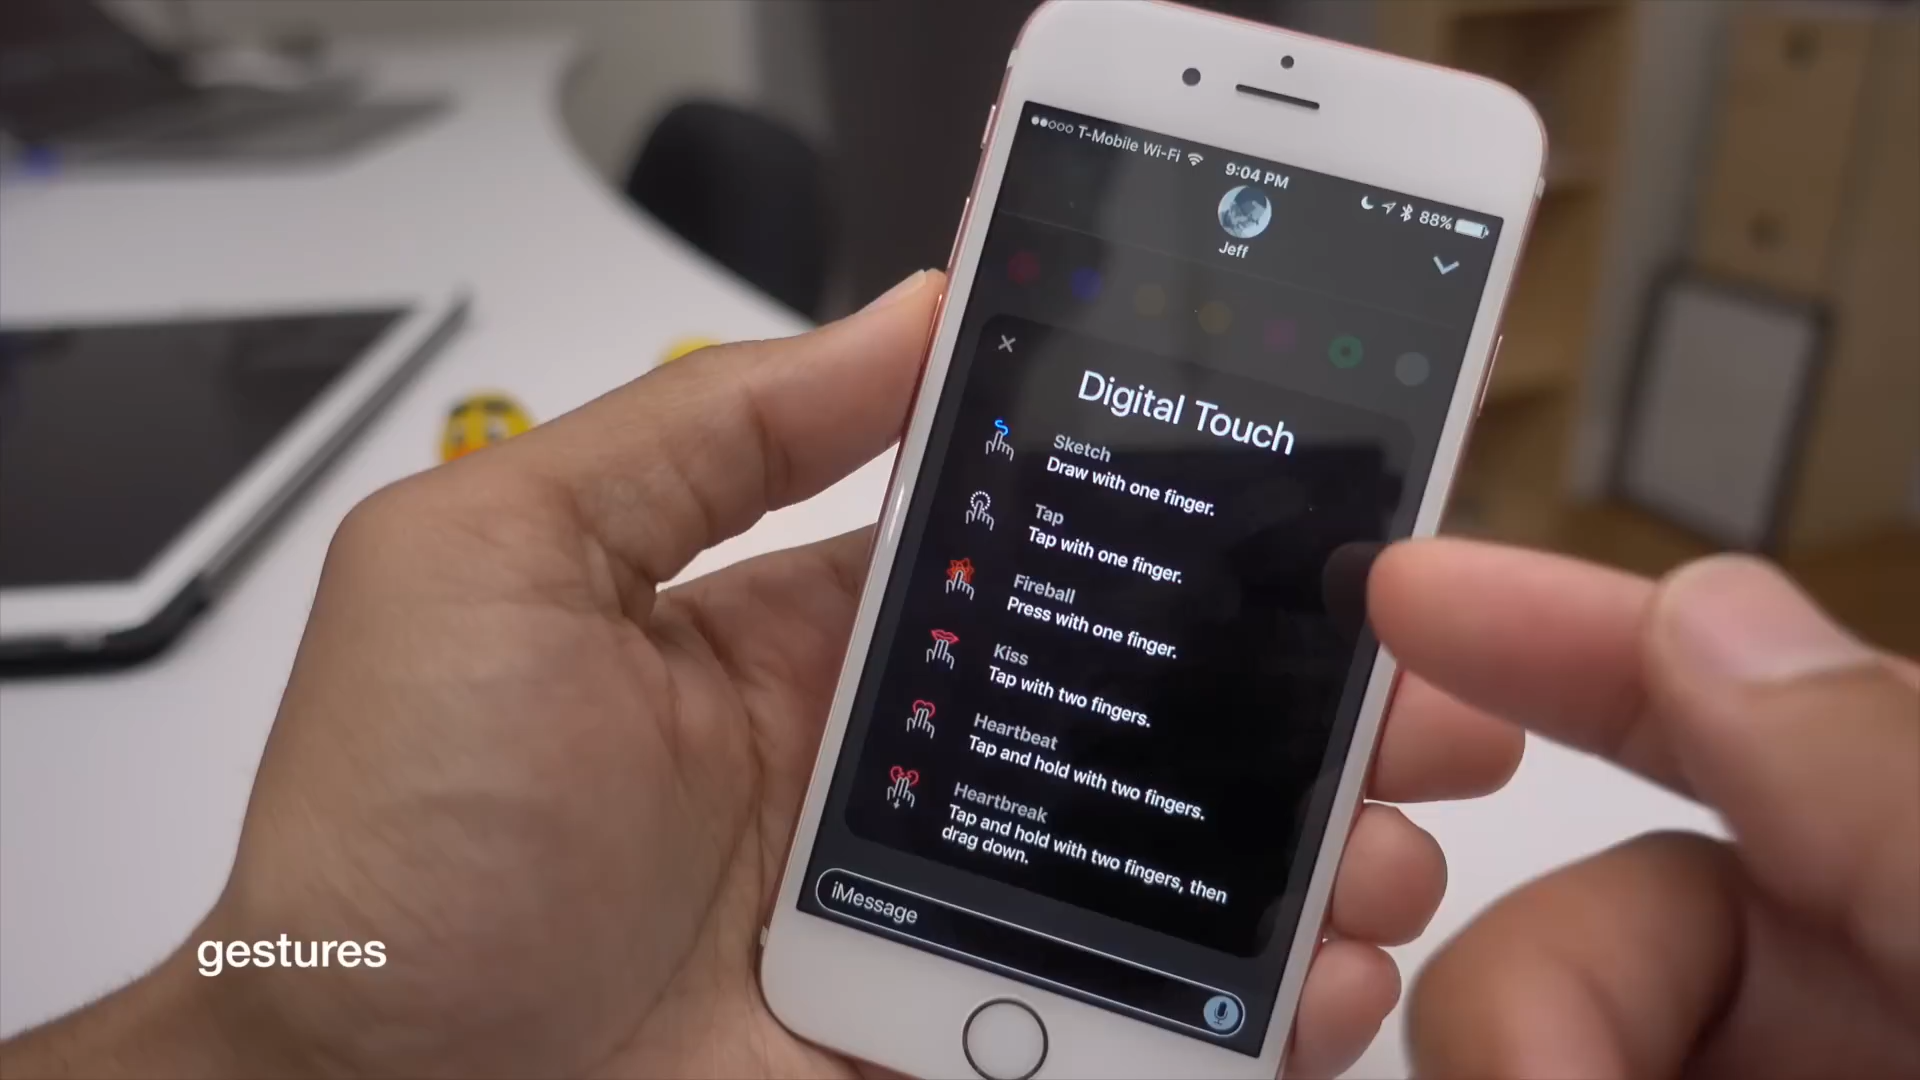 T-Mobile Wi-Fi 9:04 PM 88%
Jeff
Digital Touch
Sketch
Draw with one finger.
Tap
Tap with one finger.
Fireball
Press with one finger.
Kiss
Tap with two fingers.
Heartbeat
Tap and hold with two fingers.
Heartbreak
Tap and hold with two fingers, then
drag down.
iMessage
gestures